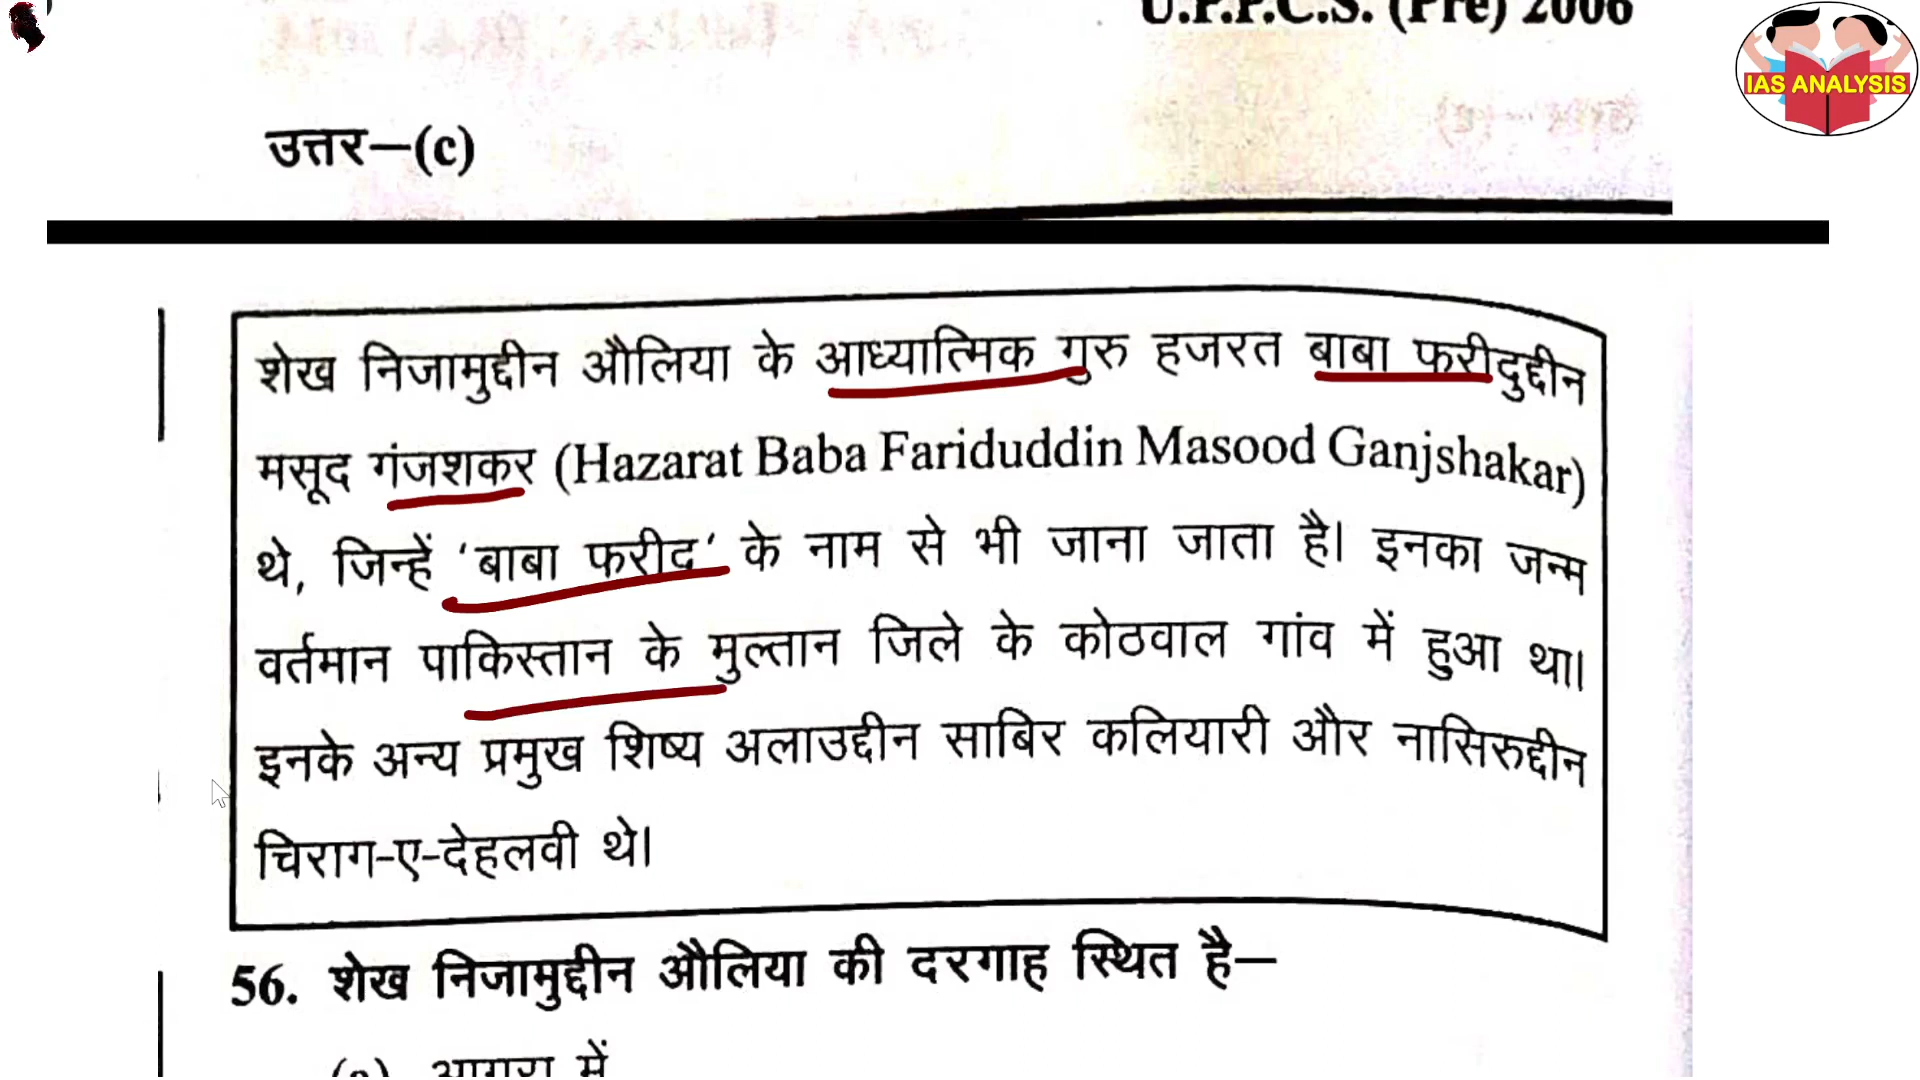 U.P.P.C.S. (Pre) 2006
IAS ANALYSIS
उत्तर–(c)
शेख निजामुद्दीन औलिया के आध्यात्मिक गुरु हजरत बाबा फरीदुद्दीन
मसूद गंजशकर (Hazarat Baba Fariduddin Masood Ganjshakar)
थे, जिन्हें 'बाबा फरीद' के नाम से भी जाना जाता है। इनका जन्म
वर्तमान पाकिस्तान के मुल्तान जिले के कोठवाल गांव में हुआ था।
इनके अन्य प्रमुख शिष्य अलाउद्दीन साबिर कलियारी और नासिरुद्दीन
चिराग-ए-देहलवी थे।
56. शेख निजामुद्दीन औलिया की दरगाह स्थित है–
(a) आगरा में